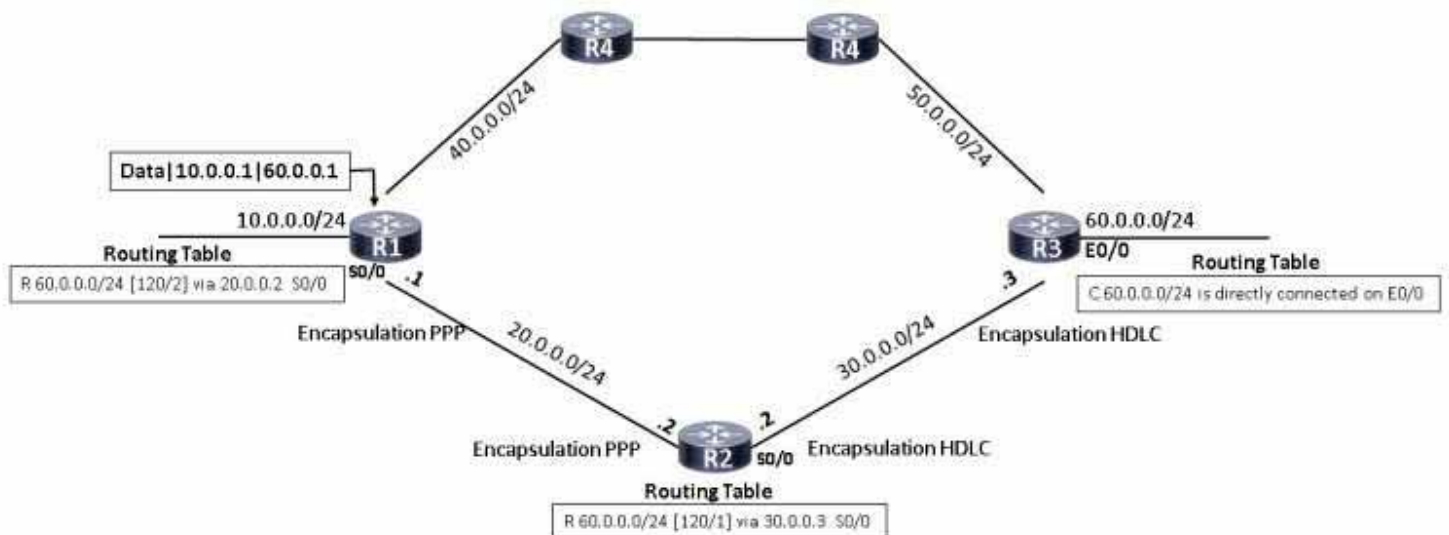 R4
R4
40.0.0.0/24
50.0.0.0/24
Data|10.0.0.1|60.0.0.1
10.0.0.0/24
R1
60.0.0.0/24
R3
E0/0
Routing Table
S0/0
.1
.3
Routing Table
R 60.0.0.0/24 [120/2] via 20.0.0.2 S0/0
C 60.0.0.0/24 is directly connected on E0/0
Encapsulation PPP
20.0.0.0/24
30.0.0.0/24
Encapsulation HDLC
.2
.2
Encapsulation PPP
R2
S0/0
Encapsulation HDLC
Routing Table
R 60.0.0.0/24 [120/1] via 30.0.0.3 S0/0